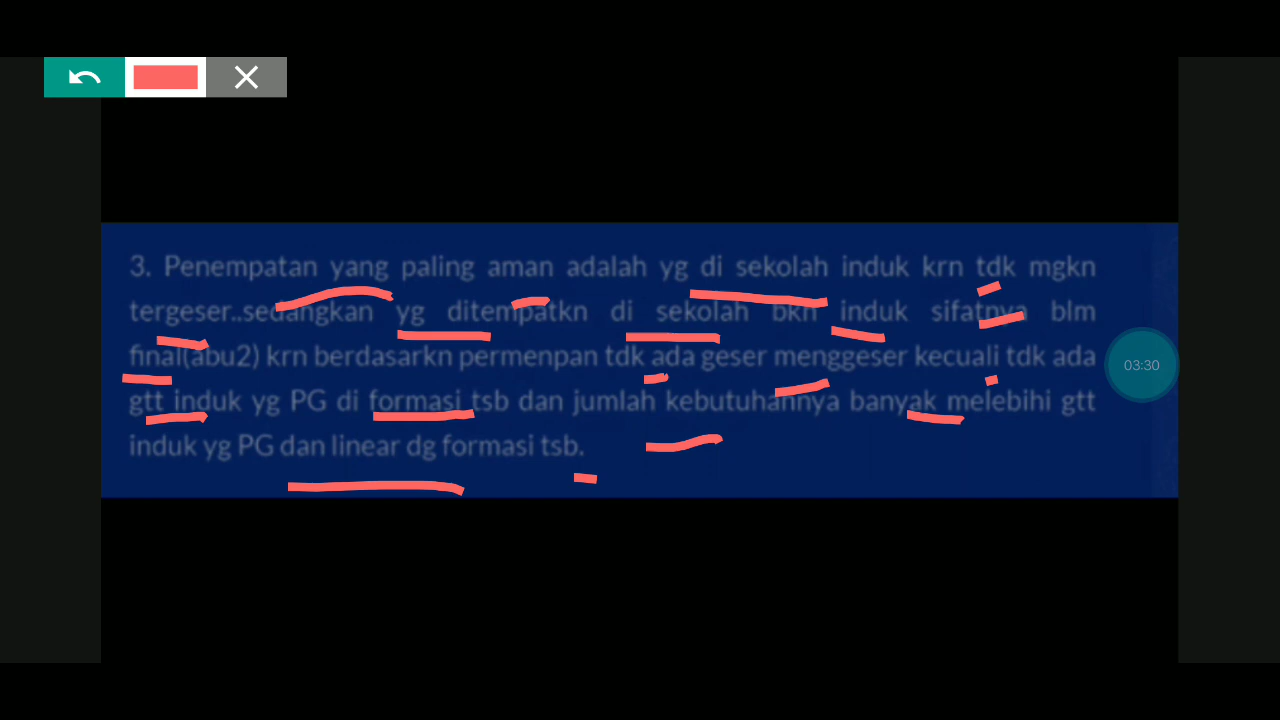 3. Penempatan yang paling aman adalah yg di sekolah induk krn tdk mgkn
tergeser..sedangkan yg ditempatkn di sekolah bkn induk sifatnya blm
final(abu2) krn berdasarkn permenpan tdk ada geser menggeser kecuali tdk ada
03:30
gtt induk yg PG di formasi tsb dan jumlah kebutuhannya banyak melebihi gtt
induk yg PG dan linear dg formasi tsb.